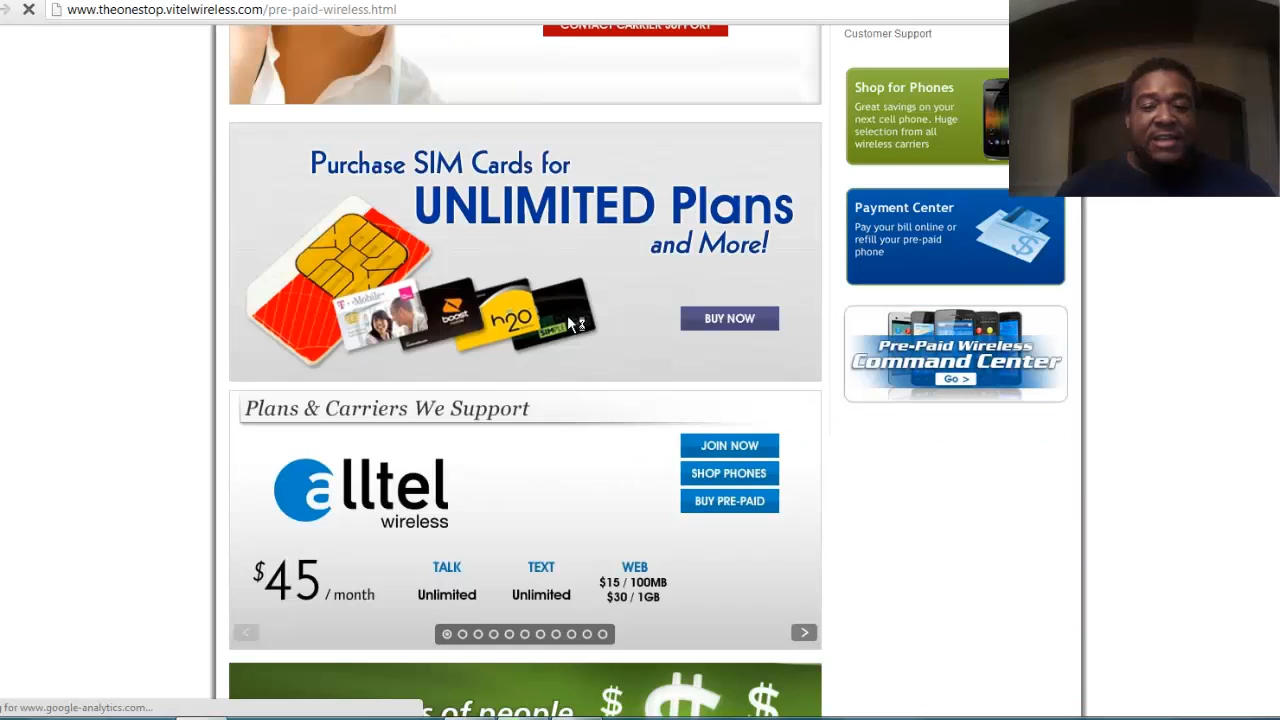 www.theonestop.vitelwireless.com/pre-paid-wireless.html
CONTACT CARRIER SUPPORT
Customer Support
Shop for Phones
Great savings on your
next cell phone. Huge
selection from all
wireless carriers
Purchase SIM Cards for
UNLIMITED Plans
and More!
T-Mobile
boost
h2o
SIMPLE
BUY NOW
Payment Center
Pay your bill online or
refill your pre-paid
phone
Pre-Paid Wireless
Command Center
Go >
Plans & Carriers We Support
alltel
wireless
JOIN NOW
SHOP PHONES
BUY PRE-PAID
$45 / month
TALK
Unlimited
TEXT
Unlimited
WEB
$15 / 100MB
$30 / 1GB
s of people
$ $ $
g for www.google-analytics.com...